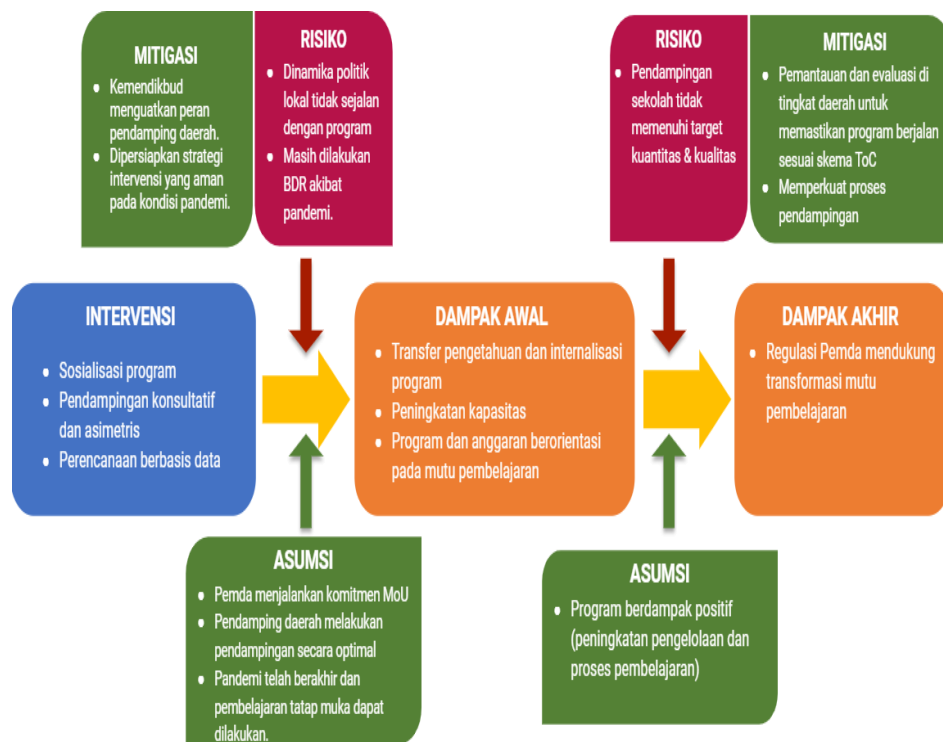 MITIGASI
• Kemendikbud
menguatkan peran
pendamping daerah.
• Dipersiapkan strategi
intervensi yang aman
pada kondisi pandemi.
RISIKO
• Dinamika politik
lokal tidak sejalan
dengan program
• Masih dilakukan
BDR akibat
pandemi.
RISIKO
• Pendampingan
sekolah tidak
memenuhi target
kuantitas & kualitas
MITIGASI
• Pemantauan dan evaluasi di
tingkat daerah untuk
memastikan program berjalan
sesuai skema ToC
• Memperkuat proses
pendampingan
INTERVENSI
• Sosialisasi program
• Pendampingan konsultatif
dan asimetris
• Perencanaan berbasis data
DAMPAK AWAL
• Transfer pengetahuan dan internalisasi
program
• Peningkatan kapasitas
• Program dan anggaran berorientasi
pada mutu pembelajaran
DAMPAK AKHIR
• Regulasi Pemda mendukung
transformasi mutu
pembelajaran
ASUMSI
• Pemda menjalankan komitmen MoU
• Pendamping daerah melakukan
pendampingan secara optimal
• Pandemi telah berakhir dan
pembelajaran tatap muka dapat
dilakukan.
ASUMSI
• Program berdampak positif
(peningkatan pengelolaan dan
proses pembelajaran)